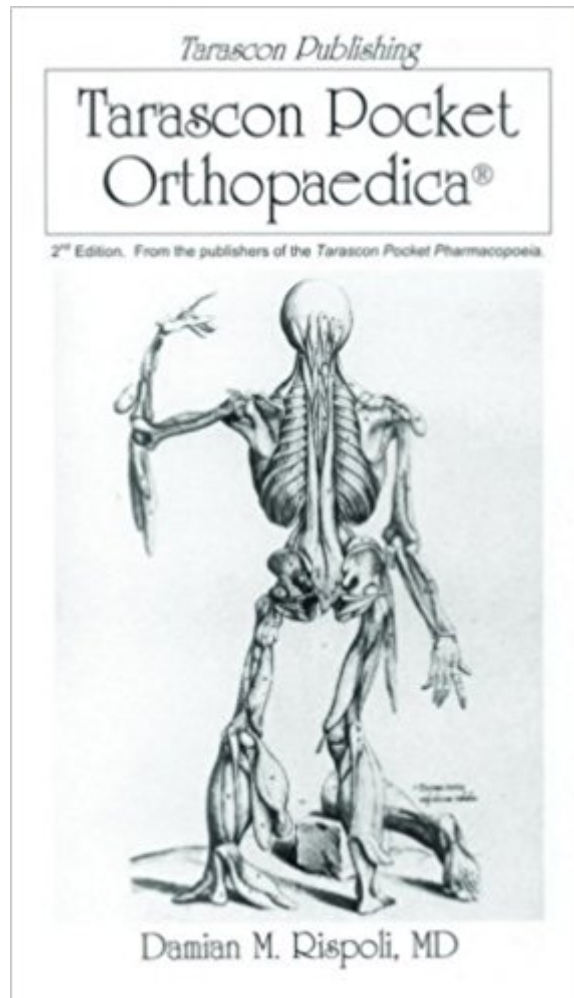 Tarascon Publishing
Tarascon Pocket
Orthopaedica®
2nd Edition. From the publishers of the Tarascon Pocket Pharmacopoeia.
Damian M. Rispoli, MD